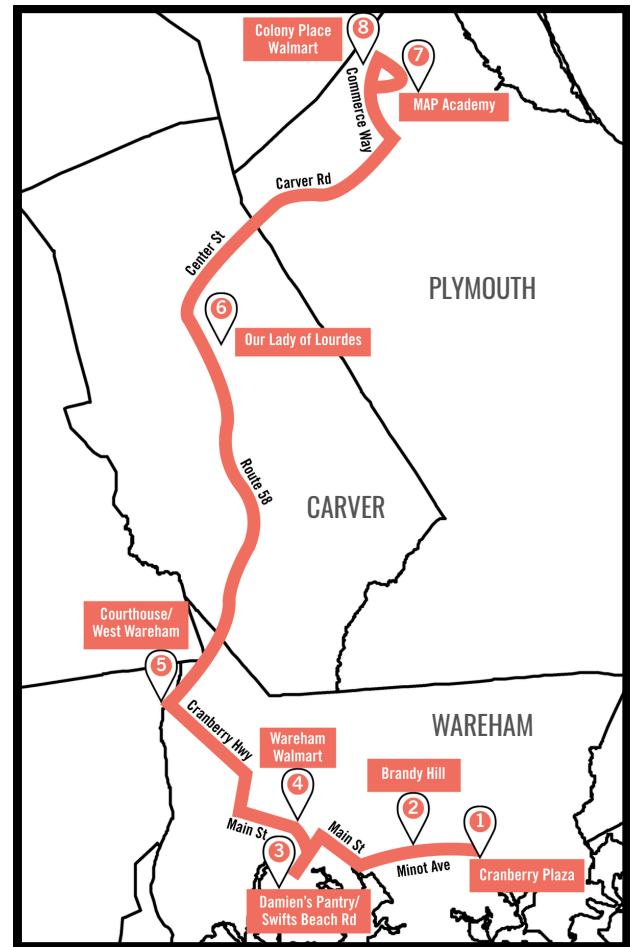 Colony Place
Walmart
8
7
MAP Academy
Commerce Way
Carver Rd
Center St
PLYMOUTH
6
Our Lady of Lourdes
Route 58
CARVER
Courthouse/
West Wareham
5
Cranberry Hwy
WAREHAM
Wareham
Walmart
4
Brandy Hill
2
1
Main St
Main St
3
Minot Ave
Cranberry Plaza
Damien's Pantry/
Swifts Beach Rd